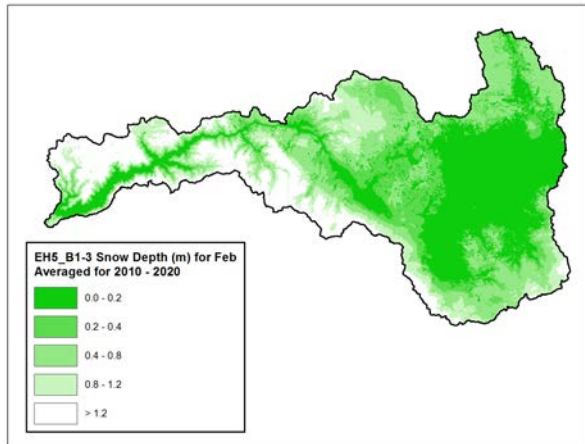 EH5_B1-3 Snow Depth (m) for Feb
Averaged for 2010 - 2020
0.0 - 0.2
0.2 - 0.4
0.4 - 0.8
0.8 - 1.2
> 1.2